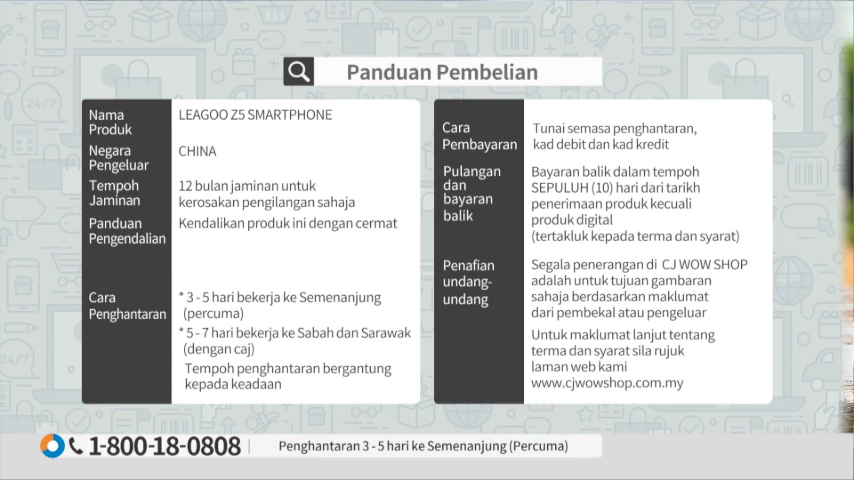 Panduan Pembelian
Nama
Produk
LEAGOO Z5 SMARTPHONE
Negara
Pengeluar
CHINA
Tempoh
Jaminan
12 bulan jaminan untuk
kerosakan pengilangan sahaja
Panduan
Pengendalian
Kendalikan produk ini dengan cermat
Cara
Penghantaran
* 3 - 5 hari bekerja ke Semenanjung
(percuma)
* 5 - 7 hari bekerja ke Sabah dan Sarawak
(dengan caj)
Tempoh penghantaran bergantung
kepada keadaan
Cara
Pembayaran
Tunai semasa penghantaran,
kad debit dan kad kredit
Pulangan
dan
bayaran
balik
Bayaran balik dalam tempoh
SEPULUH (10) hari dari tarikh
penerimaan produk kecuali
produk digital
(tertakluk kepada terma dan syarat)
Penafian
undang-
undang
Segala penerangan di CJ WOW SHOP
adalah untuk tujuan gambaran
sahaja berdasarkan maklumat
dari pembekal atau pengeluar
Untuk maklumat lanjut tentang
terma dan syarat sila rujuk
laman web kami
www.cjwowshop.com.my
1-800-18-0808
Penghantaran 3 - 5 hari ke Semenanjung (Percuma)
24/7
24/7